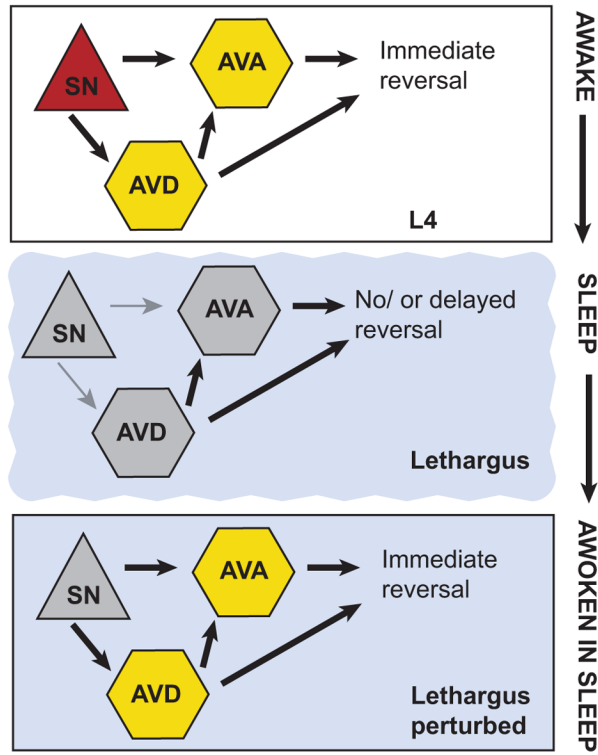 AVA
SN
Immediate
reversal
AVD
L4
AWAKE
AVA
SN
No/ or delayed
reversal
AVD
Lethargus
SLEEP
AVA
SN
Immediate
reversal
AVD
Lethargus
perturbed
AWOKEN IN SLEEP